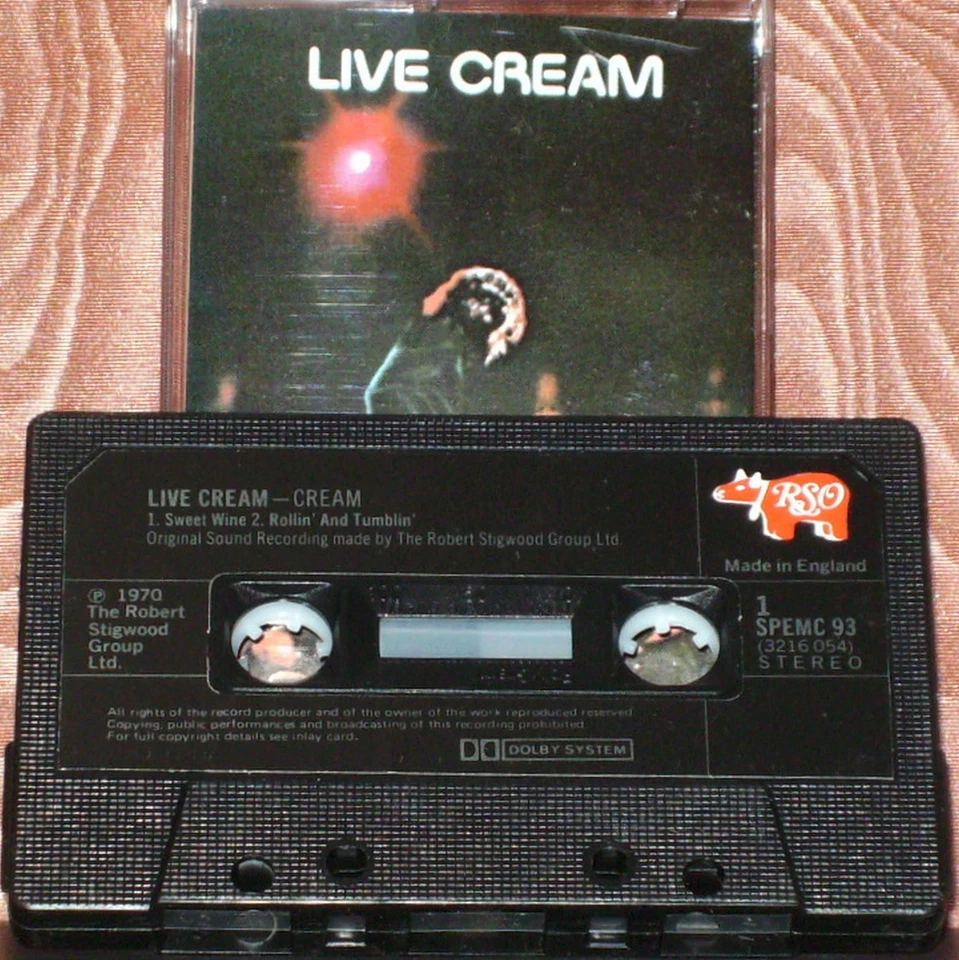 LIVE CREAM
LIVE CREAM — CREAM
1. Sweet Wine 2. Rollin' And Tumblin'
Original Sound Recording made by The Robert Stigwood Group Ltd.
RSO
Made in England
℗ 1970
The Robert
Stigwood
Group
Ltd.
1
SPEMC 93
(3216 054)
STEREO
All rights of the record producer and of the owner of the work reproduced reserved
Copying, public performances and broadcasting of this recording prohibited
For full copyright details see inlay card.
DOLBY SYSTEM